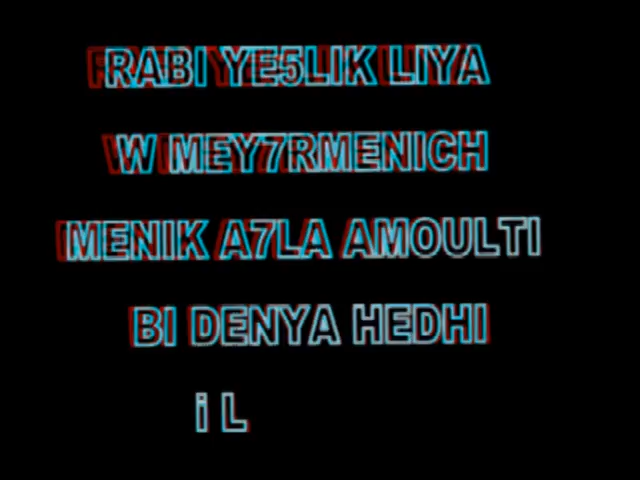 RABI YE5LIK LIYA
W MEY7RMENICH
MENIK A7LA AMOULTI
BI DENYA HEDHI
i L